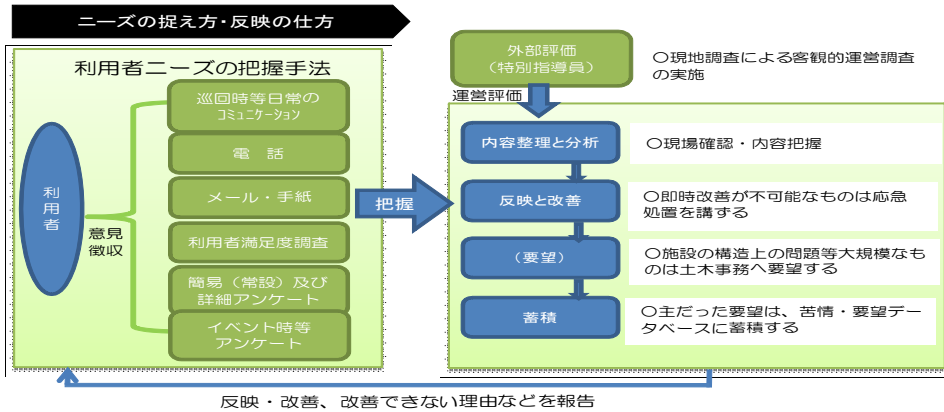 ニーズの捉え方・反映の仕方
利用者ニーズの把握手法
利用者
意見
徴収
巡回時等日常の
コミュニケーション
電　話
メール・手紙
利用者満足度調査
簡易（常設）及び
詳細アンケート
イベント時等
アンケート
把握
外部評価
（特別指導員）
〇現地調査による客観的運営調査
の実施
運営評価
内容整理と分析
〇現場確認・内容把握
反映と改善
〇即時改善が不可能なものは応急
処置を講ずる
（要望）
〇施設の構造上の問題等大規模なも
のは土木事務へ要望する
蓄積
〇主だった要望は、苦情・要望デー
タベースに蓄積する
反映・改善、改善できない理由などを報告